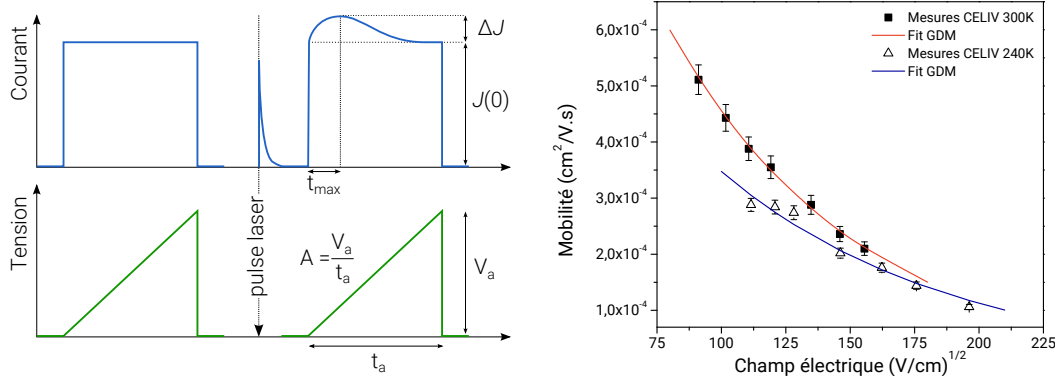 Courant
ΔJ
J(0)
t_max
Tension
pulse laser
A = V_a / t_a
V_a
t_a
Mobilité (cm²/V.s)
6,0x10⁻⁴
5,0x10⁻⁴
4,0x10⁻⁴
3,0x10⁻⁴
2,0x10⁻⁴
1,0x10⁻⁴
Mesures CELIV 300K
Fit GDM
Mesures CELIV 240K
Fit GDM
75 100 125 150 175 200 225
Champ électrique (V/cm)^1/2